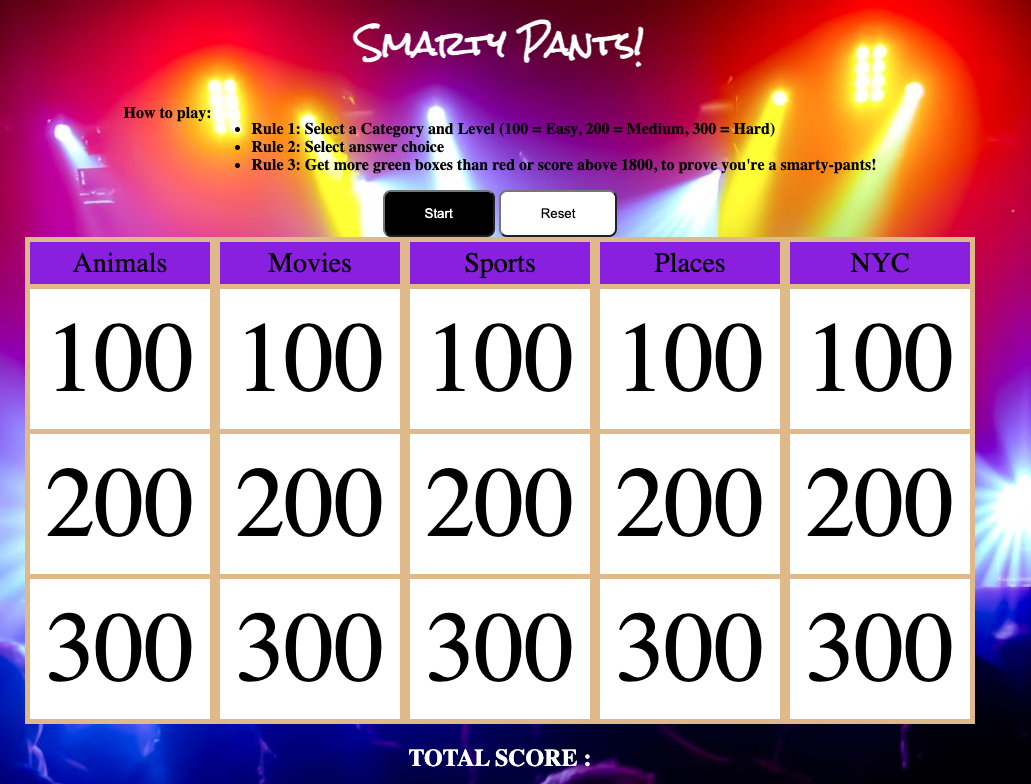 Smarty Pants!
How to play:
• Rule 1: Select a Category and Level (100 = Easy, 200 = Medium, 300 = Hard)
• Rule 2: Select answer choice
• Rule 3: Get more green boxes than red or score above 1800, to prove you're a smarty-pants!
Start Reset
Animals Movies Sports Places NYC
100 100 100 100 100
200 200 200 200 200
300 300 300 300 300
TOTAL SCORE :